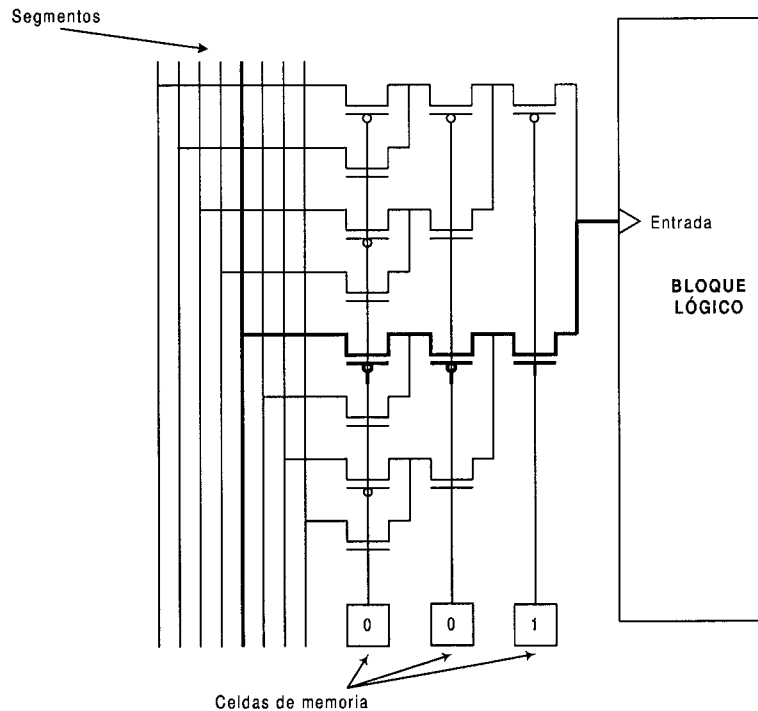 Segmentos
Entrada
BLOQUE
LÓGICO
0
0
1
Celdas de memoria